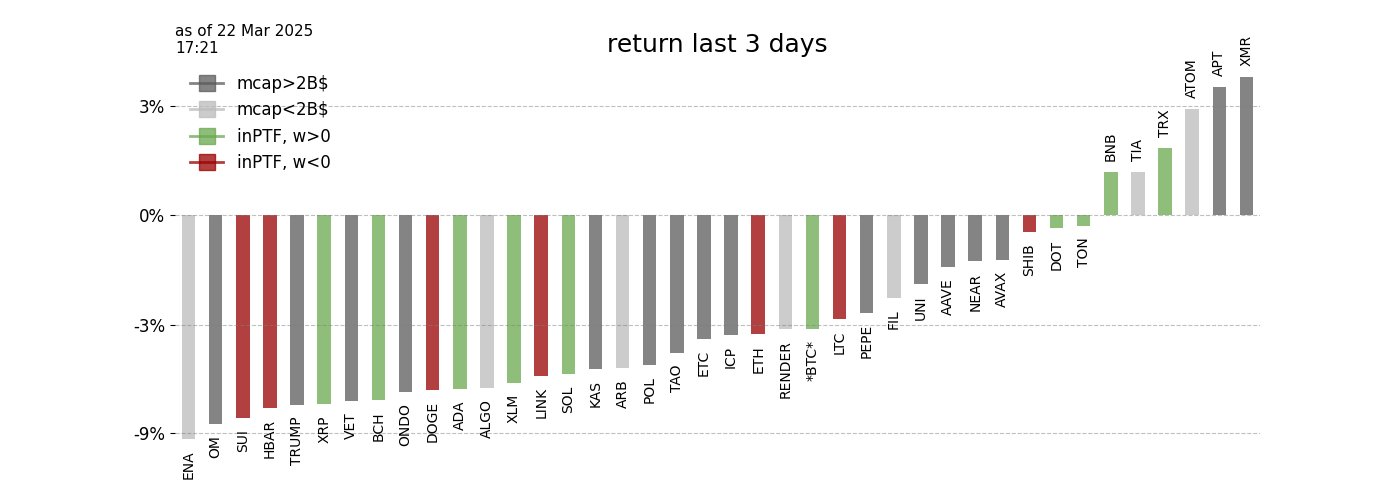 as of 22 Mar 2025
17:21
return last 3 days
mcap>2B$
mcap<2B$
inPTF, w>0
inPTF, w<0
3%
0%
-3%
-9%
ENA
OM
SUI
HBAR
TRUMP
XRP
VET
BCH
ONDO
DOGE
ADA
ALGO
XLM
LINK
SOL
KAS
ARB
POL
TAO
ETC
ICP
ETH
RENDER
*BTC*
LTC
PEPE
FIL
UNI
AAVE
NEAR
AVAX
SHIB
DOT
TON
BNB
TIA
TRX
ATOM
APT
XMR